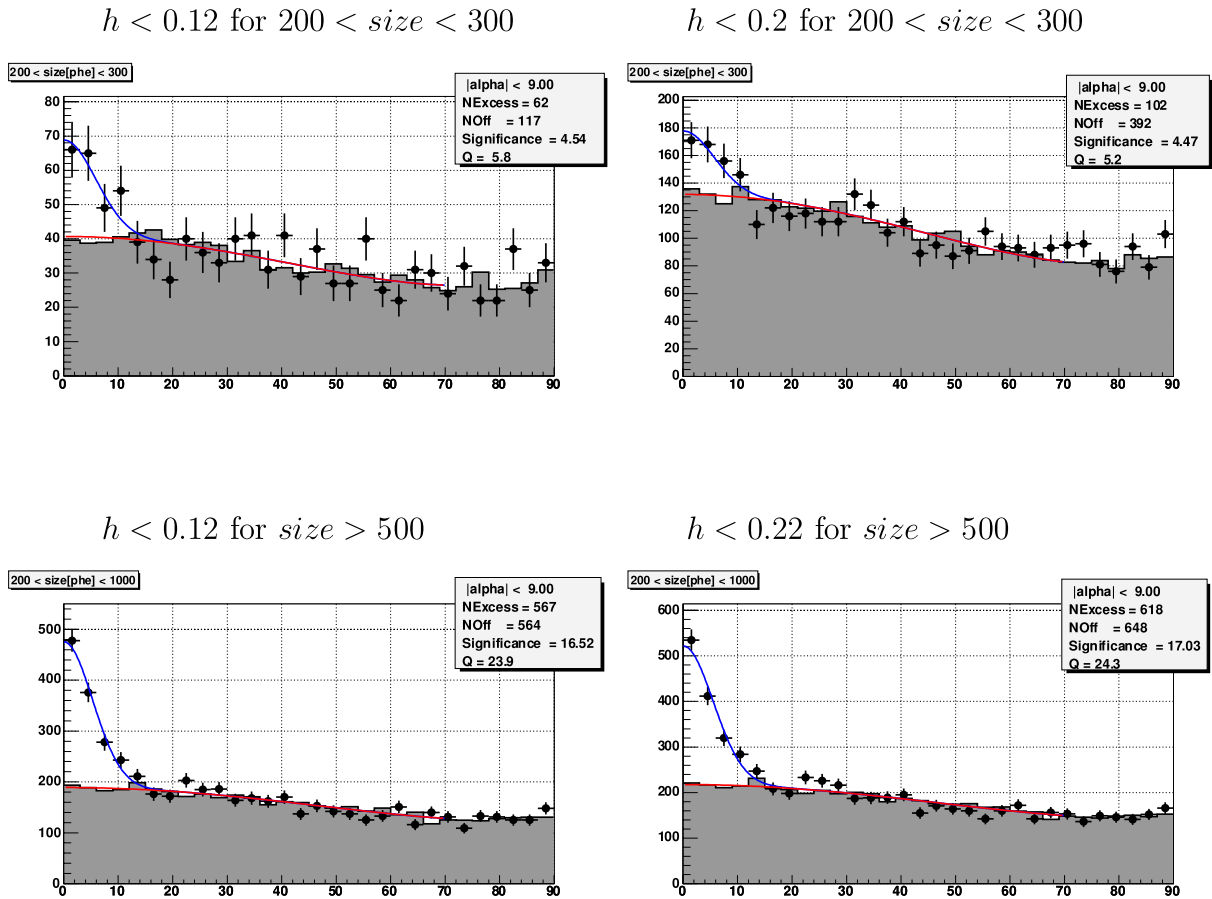 h < 0.12 for 200 < size < 300
h < 0.2 for 200 < size < 300
200 < size[phe] < 300
|alpha| < 9.00
NExcess = 62
NOff = 117
Significance = 4.54
Q = 5.8
80
70
60
50
40
30
20
10
0
0 10 20 30 40 50 60 70 80 90
200 < size[phe] < 300
|alpha| < 9.00
NExcess = 102
NOff = 392
Significance = 4.47
Q = 5.2
200
180
160
140
120
100
80
60
40
20
0
0 10 20 30 40 50 60 70 80 90
h < 0.12 for size > 500
h < 0.22 for size > 500
200 < size[phe] < 1000
|alpha| < 9.00
NExcess = 567
NOff = 564
Significance = 16.52
Q = 23.9
500
400
300
200
100
0
0 10 20 30 40 50 60 70 80 90
200 < size[phe] < 1000
|alpha| < 9.00
NExcess = 618
NOff = 648
Significance = 17.03
Q = 24.3
600
500
400
300
200
100
0
0 10 20 30 40 50 60 70 80 90